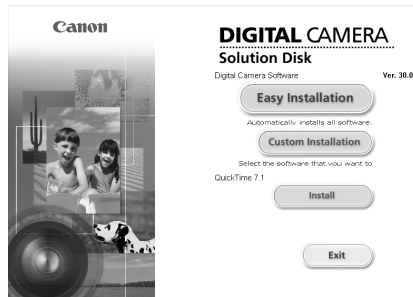 Canon
DIGITAL CAMERA
Solution Disk
Digital Camera Software Ver. 30.0
Easy Installation
Automatically installs all software.
Custom Installation
Select the software that you want to
QuickTime 7.1
Install
Exit